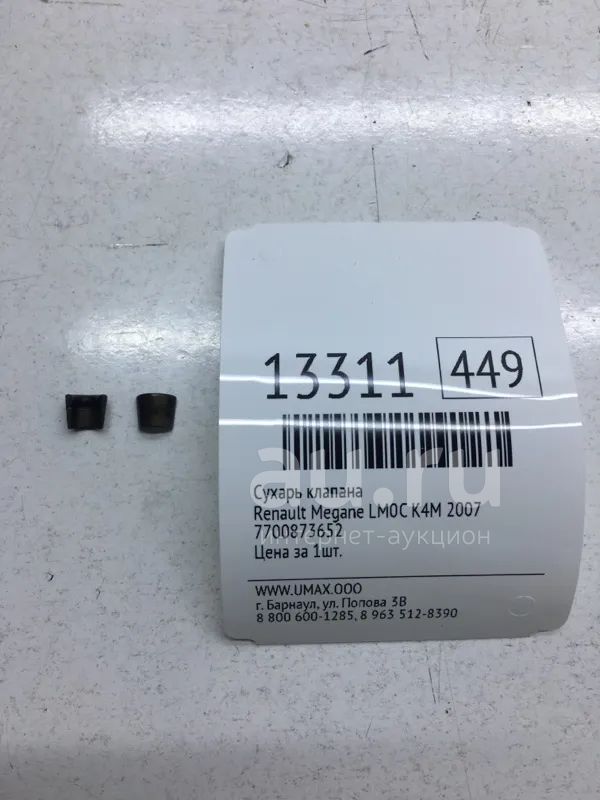 13311 449
Сухарь клапана
Renault Megane LM0C K4M 2007
7700873652
Цена за 1шт.
WWW.UMAX.OOO
г. Барнаул, ул. Попова 3В
8 800 600-1285, 8 963 512-8390
au.ru
интернет-аукцион